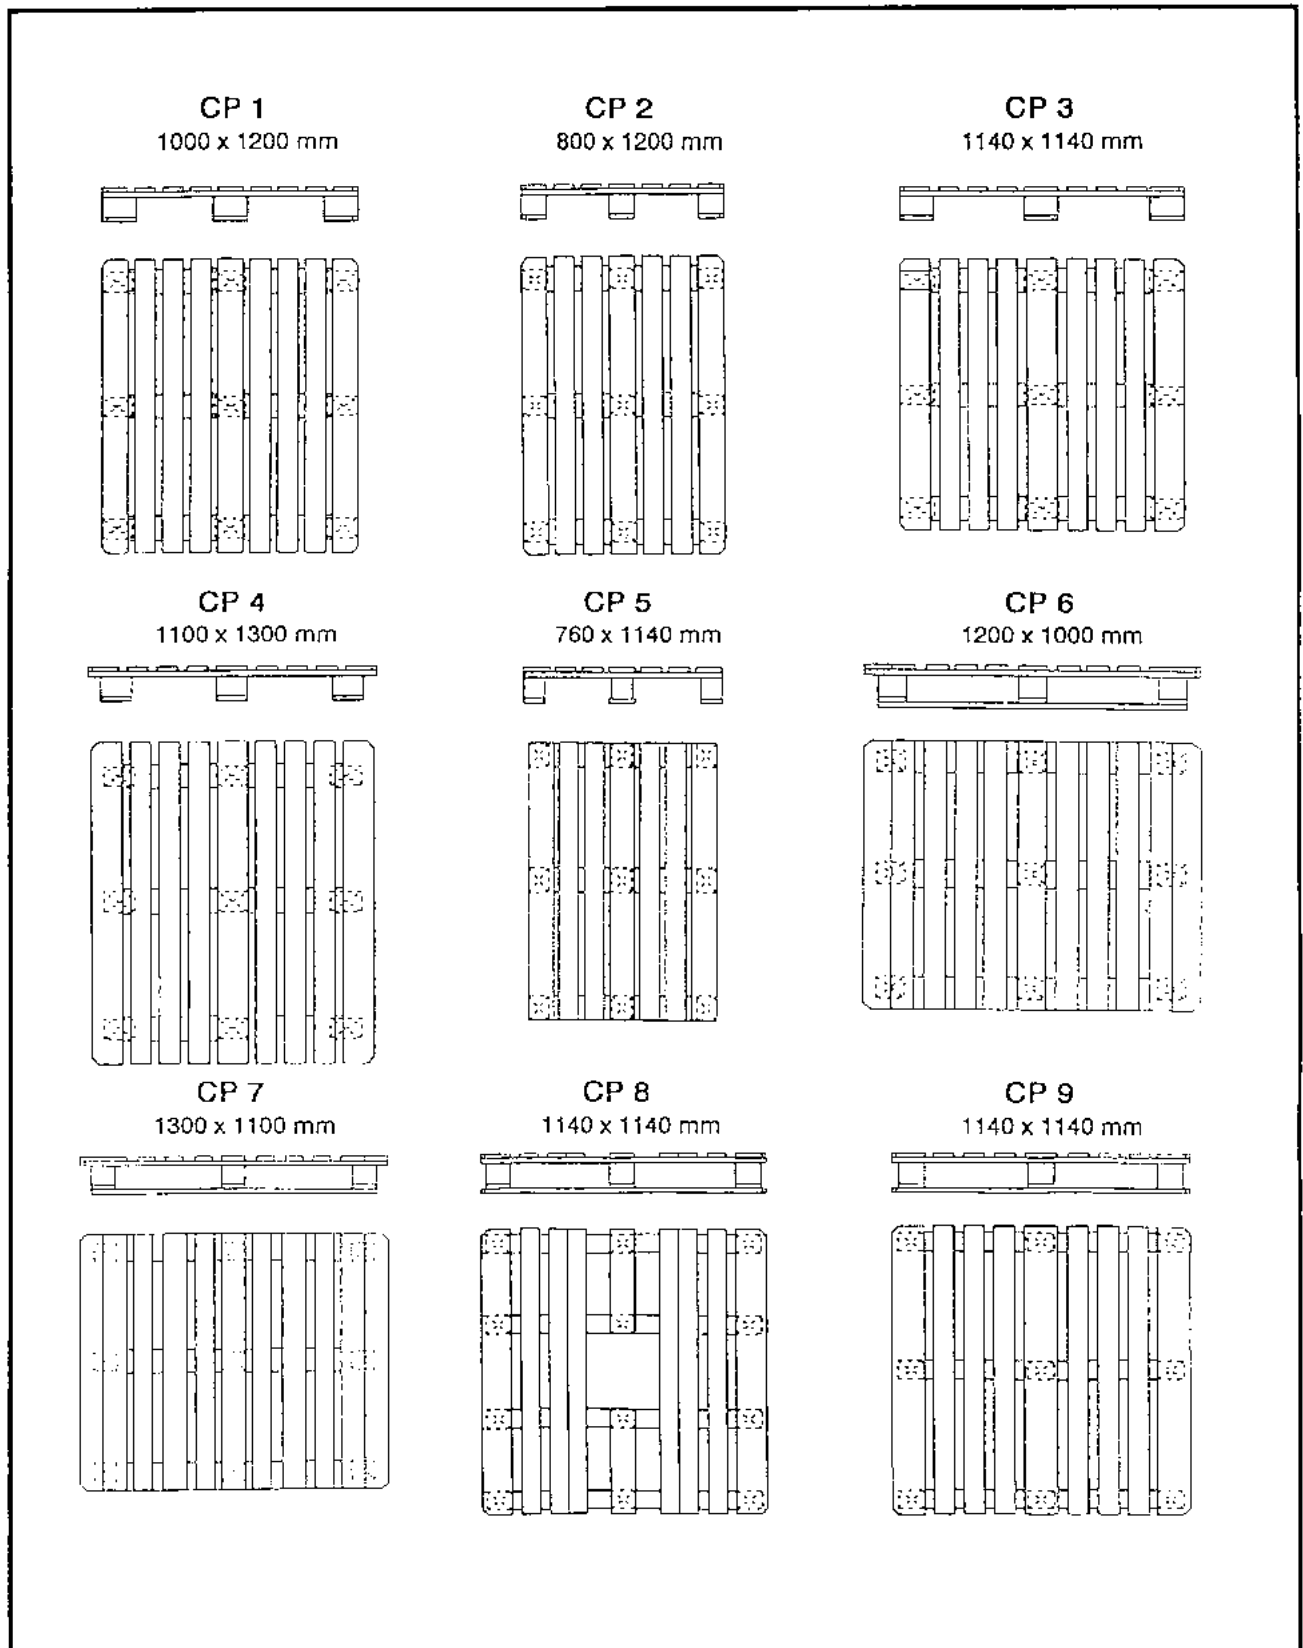 CP 1
1000 x 1200 mm
CP 2
800 x 1200 mm
CP 3
1140 x 1140 mm
CP 4
1100 x 1300 mm
CP 5
760 x 1140 mm
CP 6
1200 x 1000 mm
CP 7
1300 x 1100 mm
CP 8
1140 x 1140 mm
CP 9
1140 x 1140 mm